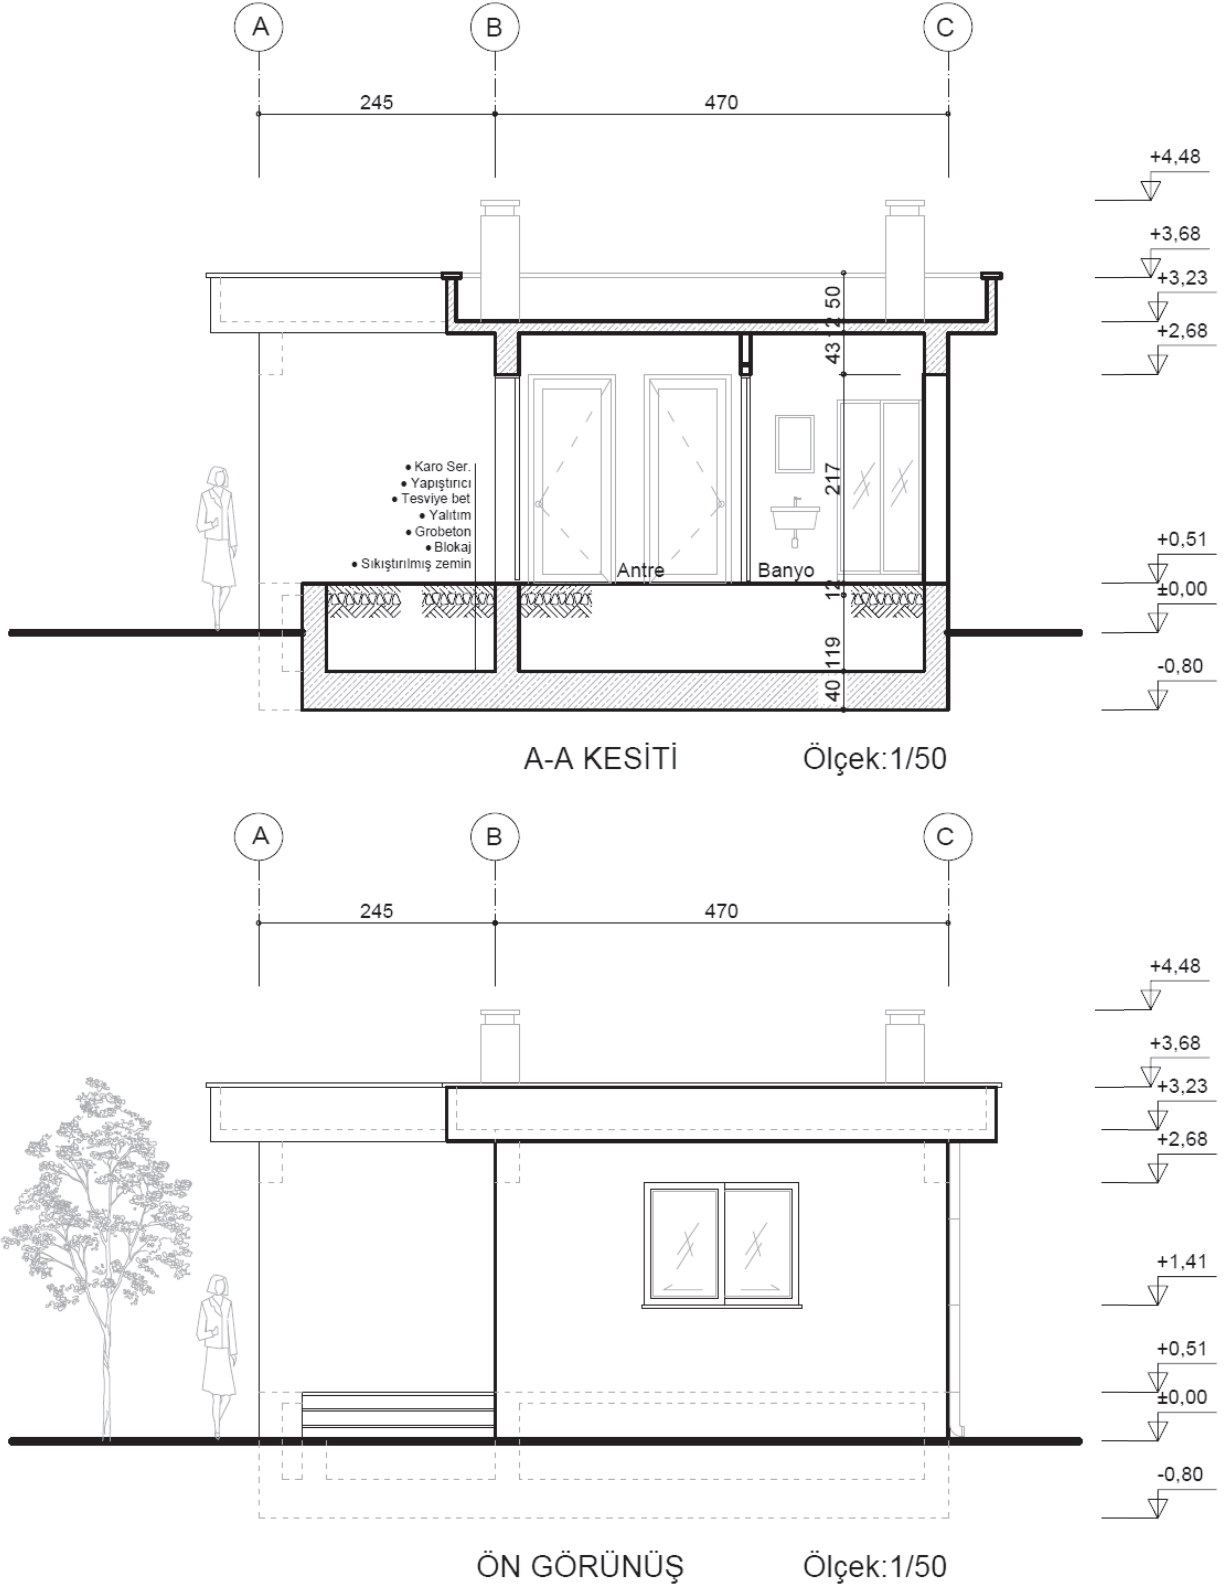 A B C
245 470
+4,48
+3,68
+3,23
+2,68
50
12
43
217
12
119
40
• Karo Ser.
• Yapıştırıcı
• Tesviye bet
• Yalıtım
• Grobeton
• Blokaj
• Sıkıştırılmış zemin
Antre Banyo
+0,51
±0,00
-0,80
A-A KESİTİ Ölçek:1/50
A B C
245 470
+4,48
+3,68
+3,23
+2,68
+1,41
+0,51
±0,00
-0,80
ÖN GÖRÜNÜŞ Ölçek:1/50